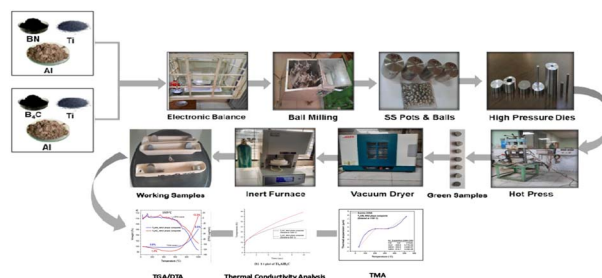 BN
Ti
Al
B4C
Ti
Al
Electronic Balance
Ball Milling
SS Pots & Balls
High Pressure Dies
Working Samples
Inert Furnace
Vacuum Dryer
Green Samples
Hot Press
TGA/DTA
Thermal Conductivity Analysis
TMA